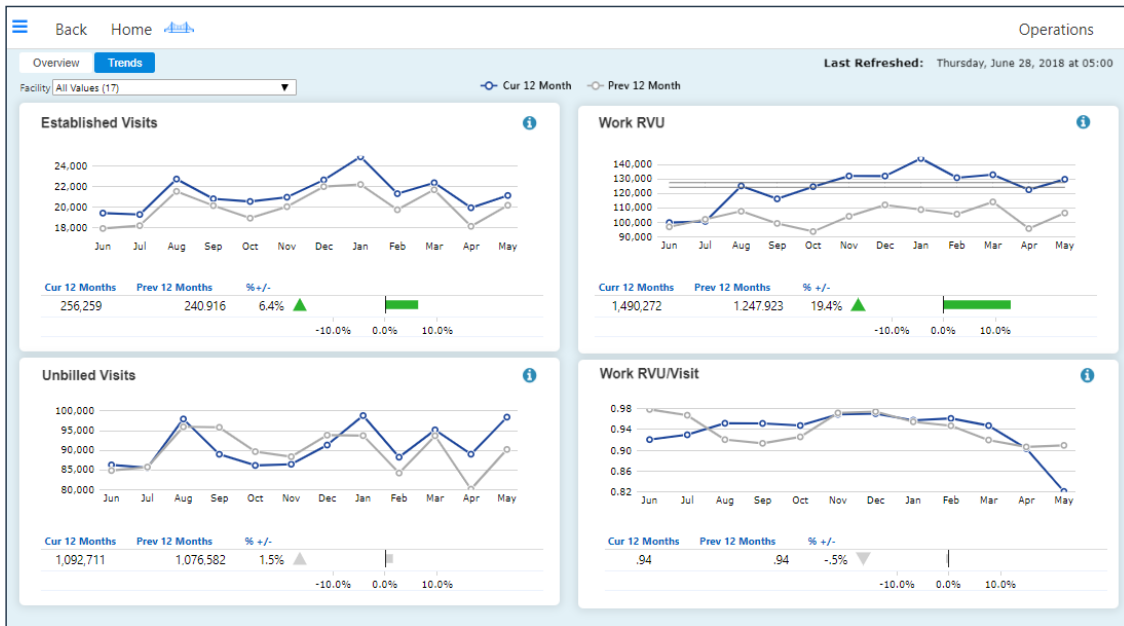 Back Home Operations
Overview Trends Last Refreshed: Thursday, June 28, 2018 at 05:00
Facility All Values (17) Cur 12 Month Prev 12 Month
Established Visits
24,000
22,000
20,000
18,000
Jun Jul Aug Sep Oct Nov Dec Jan Feb Mar Apr May
Cur 12 Months Prev 12 Months %+/-
256,259 240.916 6.4%
-10.0% 0.0% 10.0%
Work RVU
140,000
130,000
120,000
110,000
100,000
90,000
Jun Jul Aug Sep Oct Nov Dec Jan Feb Mar Apr May
Curr 12 Months Prev 12 Months % +/-
1,490,272 1.247.923 19.4%
-10.0% 0.0% 10.0%
Unbilled Visits
100,000
95,000
90,000
85,000
80,000
Jun Jul Aug Sep Oct Nov Dec Jan Feb Mar Apr May
Cur 12 Months Prev 12 Months % +/-
1,092,711 1,076,582 1.5%
-10.0% 0.0% 10.0%
Work RVU/Visit
0.98
0.94
0.90
0.86
0.82
Jun Jul Aug Sep Oct Nov Dec Jan Feb Mar Apr May
Cur 12 Months Prev 12 Months % +/-
.94 .94 -.5%
-10.0% 0.0% 10.0%